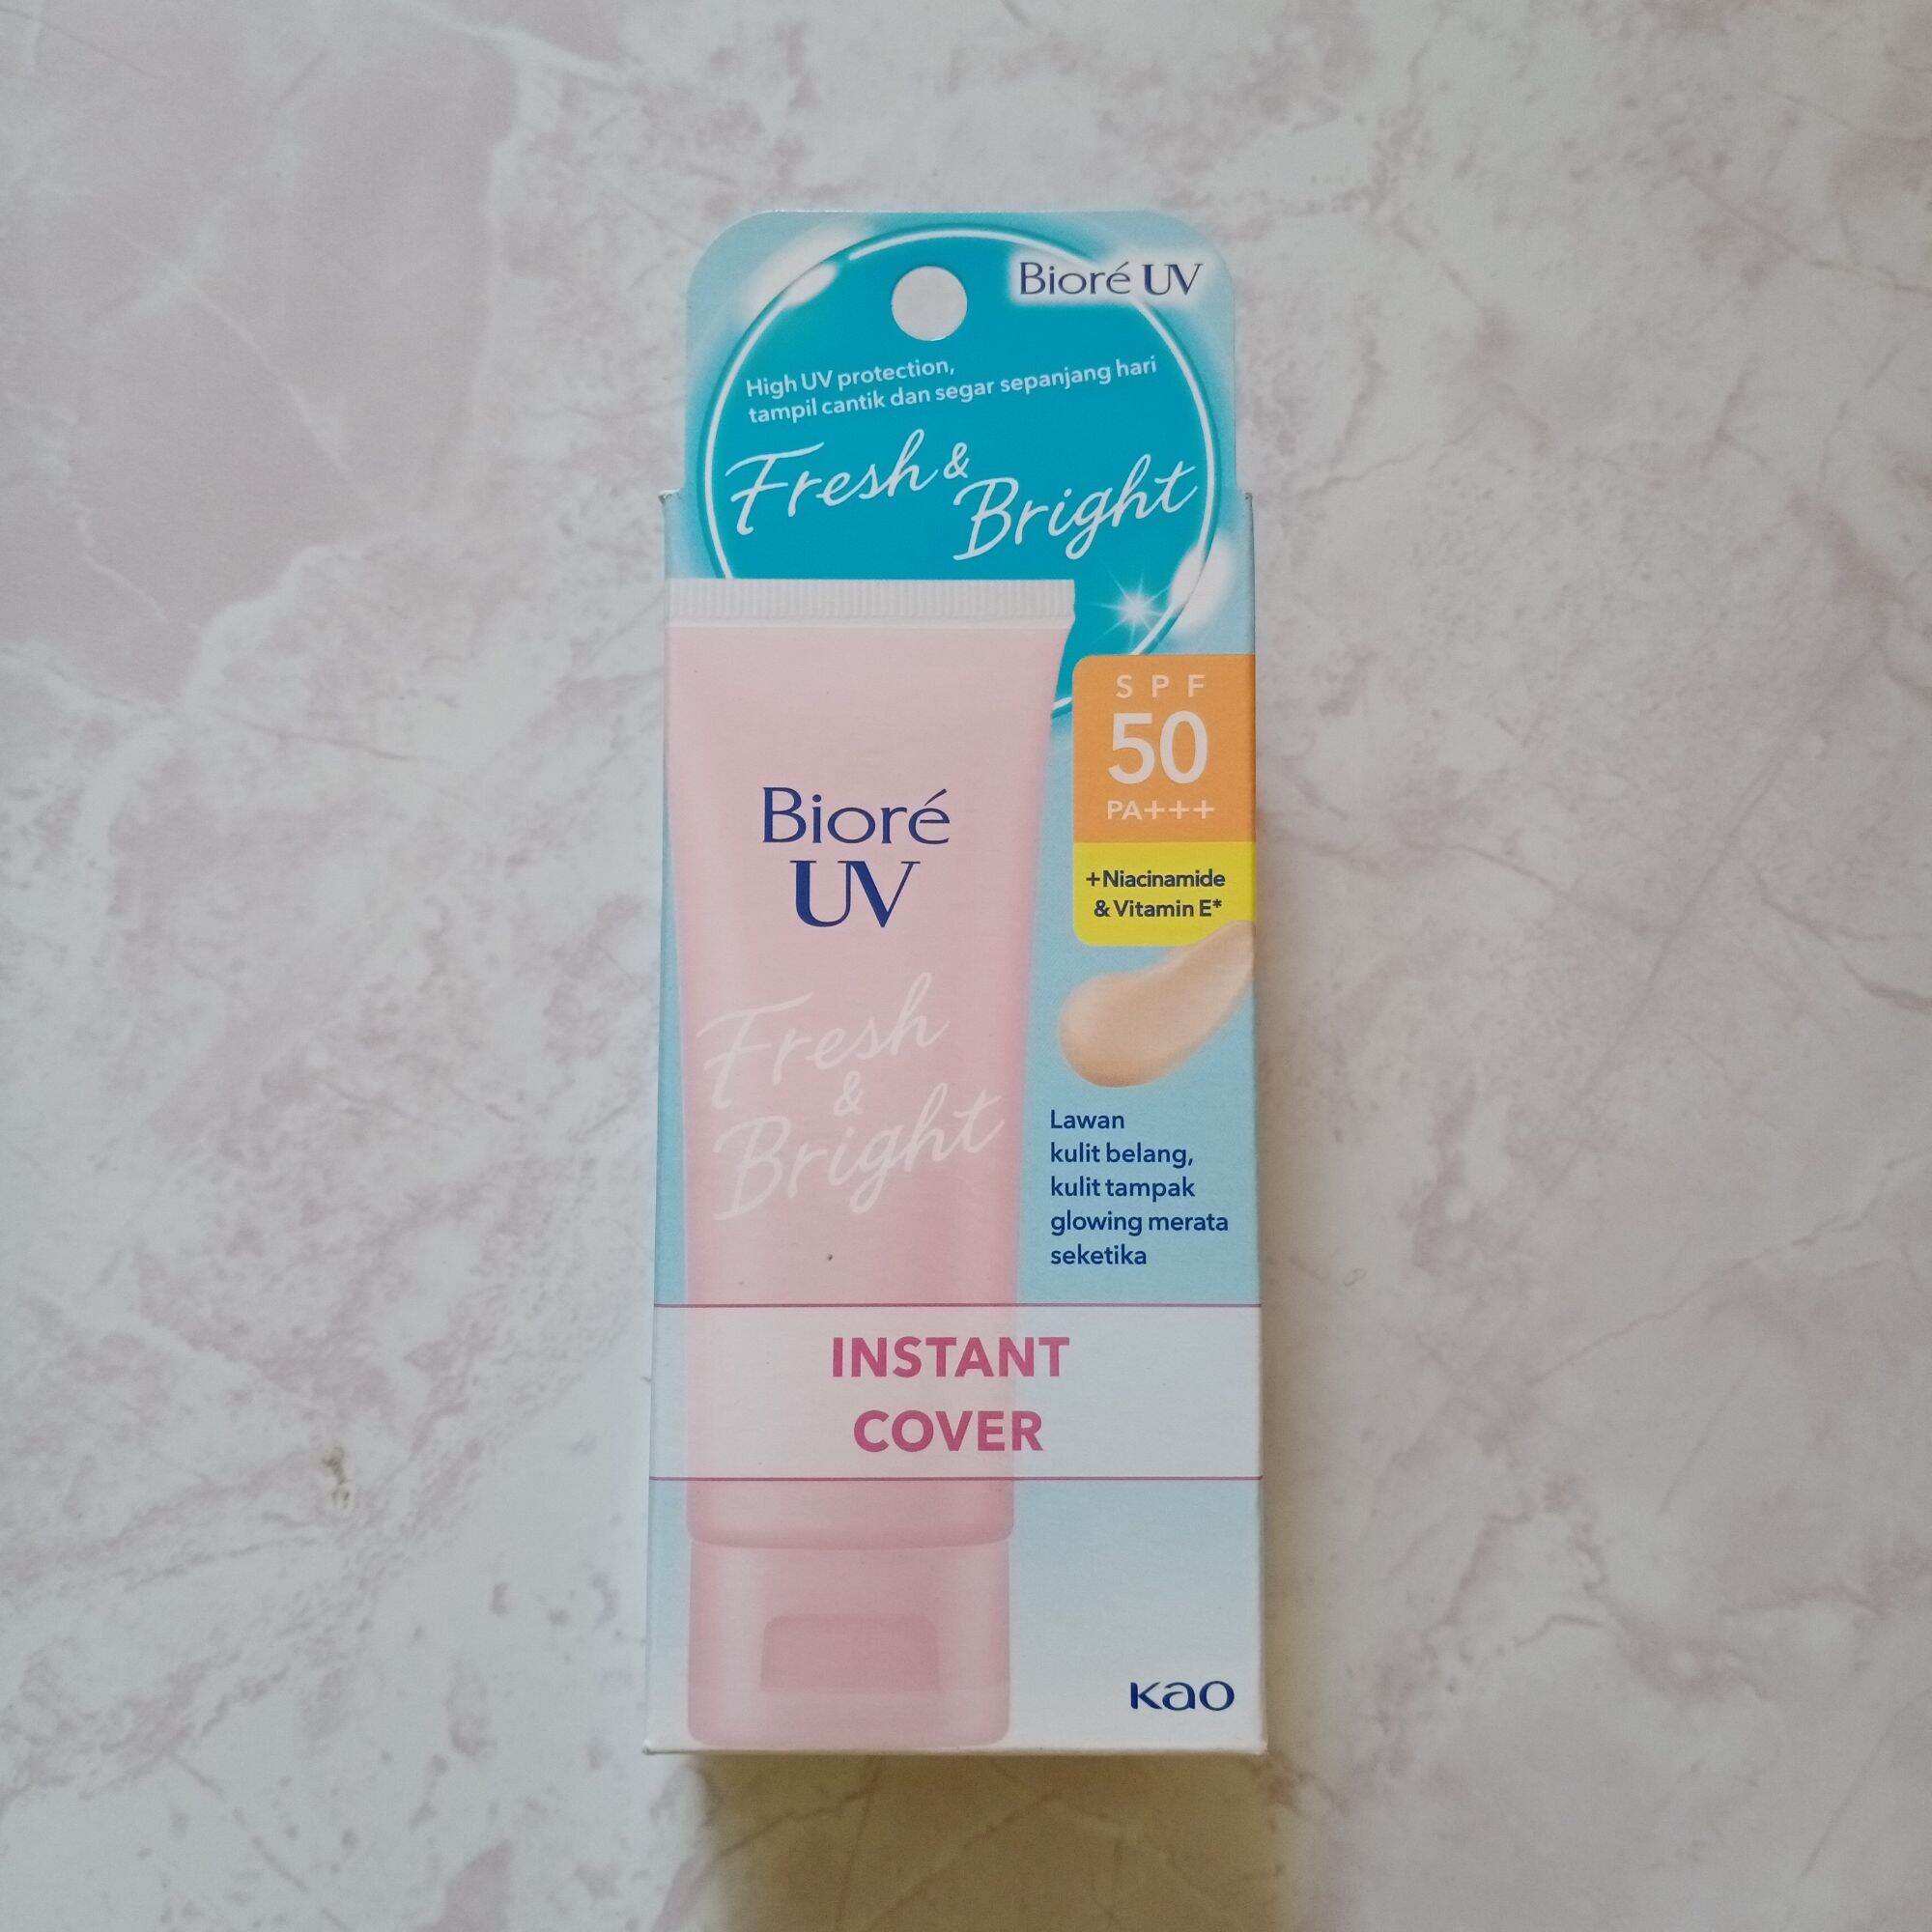 Bioré UV
High UV protection,
tampil cantik dan segar sepanjang hari
Fresh &
Bright
SPF
50
PA+++
+Niacinamide
& Vitamin E*
Bioré
UV
Fresh
&
Bright
Lawan
kulit belang,
kulit tampak
glowing merata
seketika
INSTANT
COVER
Kao